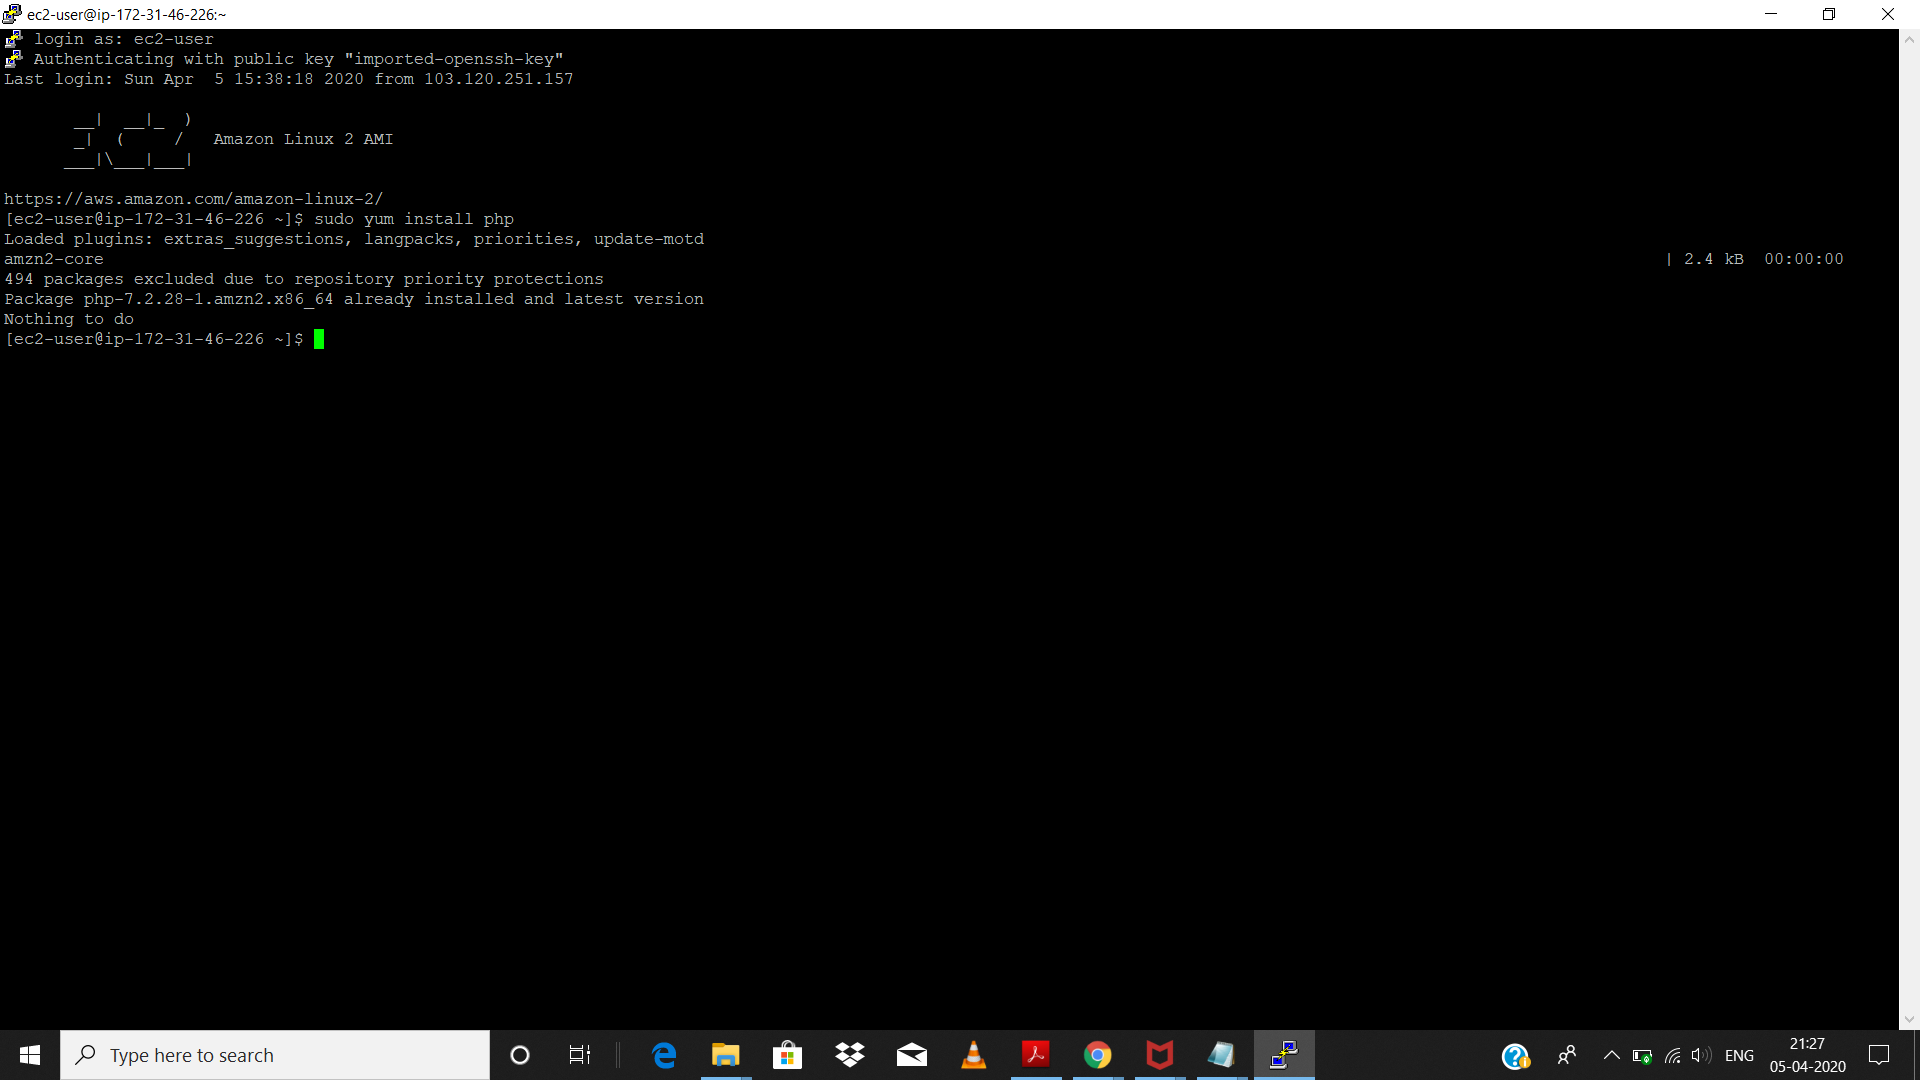 ec2-user@ip-172-31-46-226:~
login as: ec2-user
Authenticating with public key "imported-openssh-key"
Last login: Sun Apr  5 15:38:18 2020 from 103.120.251.157
       __|  __|_  )
       _|  (     /   Amazon Linux 2 AMI
      ___|\___|___|
https://aws.amazon.com/amazon-linux-2/
[ec2-user@ip-172-31-46-226 ~]$ sudo yum install php
Loaded plugins: extras_suggestions, langpacks, priorities, update-motd
amzn2-core | 2.4 kB  00:00:00
494 packages excluded due to repository priority protections
Package php-7.2.28-1.amzn2.x86_64 already installed and latest version
Nothing to do
[ec2-user@ip-172-31-46-226 ~]$
Type here to search
ENG
21:27
05-04-2020